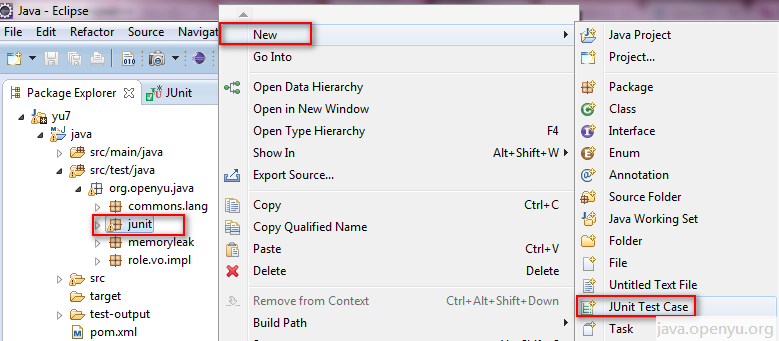 Java - Eclipse
File Edit Refactor Source Navigate
Package Explorer JUnit
yu7
java
src/main/java
src/test/java
org.openyu.java
commons.lang
junit
memoryleak
role.vo.impl
src
target
test-output
pom.xml
New
Go Into
Open Data Hierarchy
Open in New Window
Open Type Hierarchy F4
Show In Alt+Shift+W
Export Source...
Copy Ctrl+C
Copy Qualified Name
Paste Ctrl+V
Delete Delete
Remove from Context Ctrl+Alt+Shift+Down
Build Path
Java Project
Project...
Package
Class
Interface
Enum
Annotation
Source Folder
Java Working Set
Folder
File
Untitled Text File
JUnit Test Case
Task
java.openyu.org